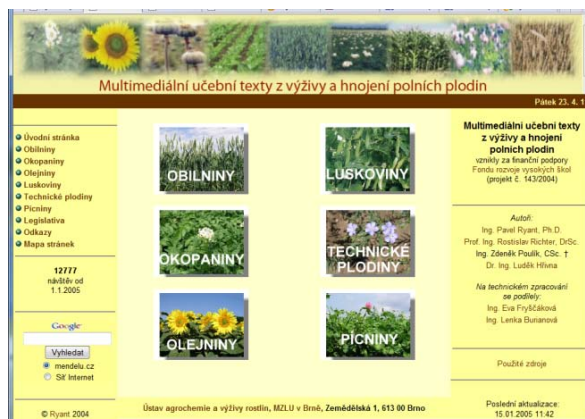 Multimediální učební texty z výživy a hnojení polních plodin
Pátek 23. 4. 1
Úvodní stránka
Obilniny
Okopaniny
Olejniny
Luskoviny
Technické plodiny
Pícniny
Legislativa
Odkazy
Mapa stránek
12777
návštěv od
1.1.2005
Google
Vyhledat
mendelu.cz
Síť Internet
© Ryant 2004
OBILNINY
LUSKOVINY
OKOPANINY
TECHNICKÉ
PLODINY
OLEJNINY
PÍCNINY
Ústav agrochemie a výživy rostlin, MZLU v Brně, Zemědělská 1, 613 00 Brno
Multimediální učební texty
z výživy a hnojení
polních plodin
vznikly za finanční podpory
Fondu rozvoje vysokých škol
(projekt č. 143/2004)
Autoři:
Ing. Pavel Ryant, Ph.D.
Prof. Ing. Rostislav Richter, DrSc.
Ing. Zdeněk Poulík, CSc. †
Dr. Ing. Luděk Hřivna
Na technickém zpracování
se podílely:
Ing. Eva Fryščáková
Ing. Lenka Burianová
Použité zdroje
Poslední aktualizace:
15.01.2005 11:42